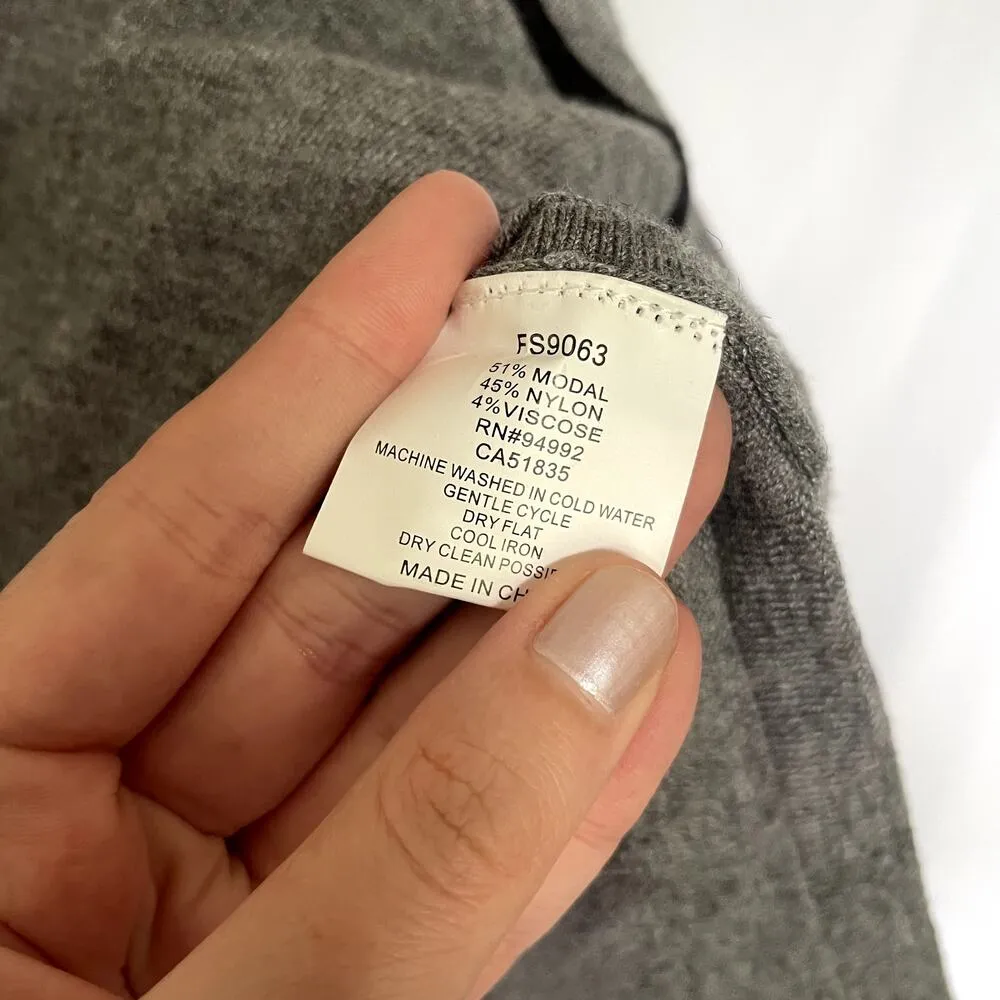 FS9063
51% MODAL
45% NYLON
4%VISCOSE
RN#94992
CA51835
MACHINE WASHED IN COLD WATER
GENTLE CYCLE
DRY FLAT
COOL IRON
DRY CLEAN
MADE IN